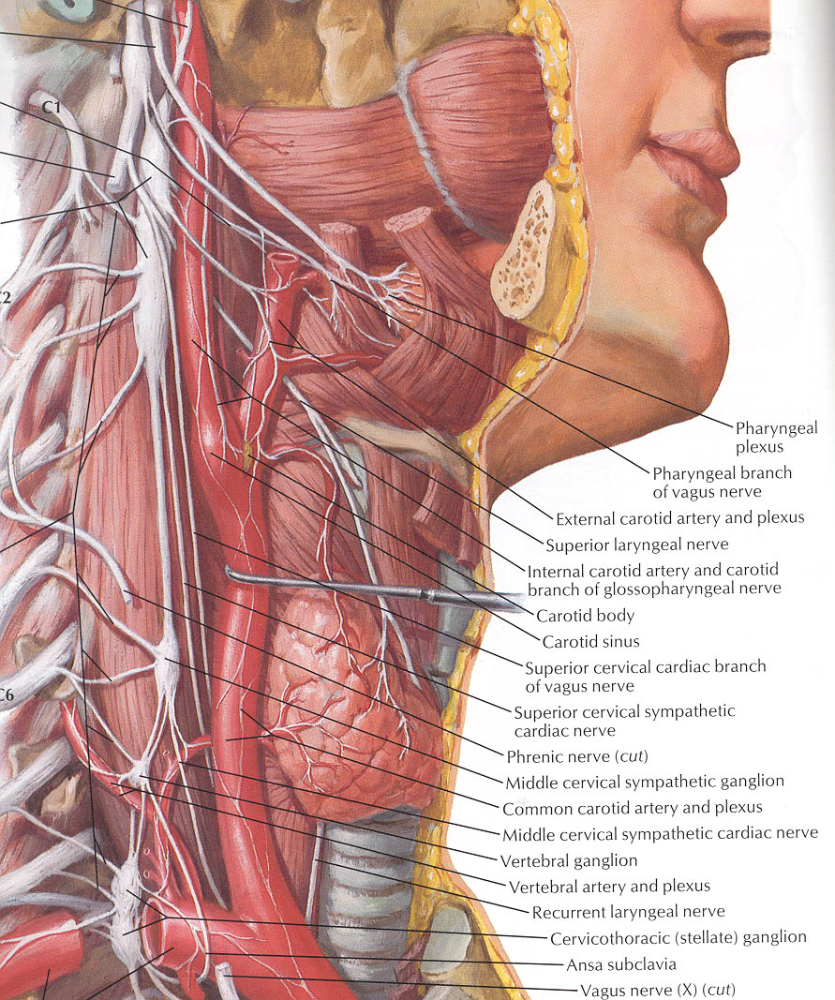 C1
C2
Pharyngeal
plexus
Pharyngeal branch
of vagus nerve
External carotid artery and plexus
Superior laryngeal nerve
Internal carotid artery and carotid
branch of glossopharyngeal nerve
Carotid body
Carotid sinus
Superior cervical cardiac branch
of vagus nerve
Superior cervical sympathetic
cardiac nerve
Phrenic nerve (cut)
C6
Middle cervical sympathetic ganglion
Common carotid artery and plexus
Middle cervical sympathetic cardiac nerve
Vertebral ganglion
Vertebral artery and plexus
Recurrent laryngeal nerve
Cervicothoracic (stellate) ganglion
Ansa subclavia
Vagus nerve (X) (cut)